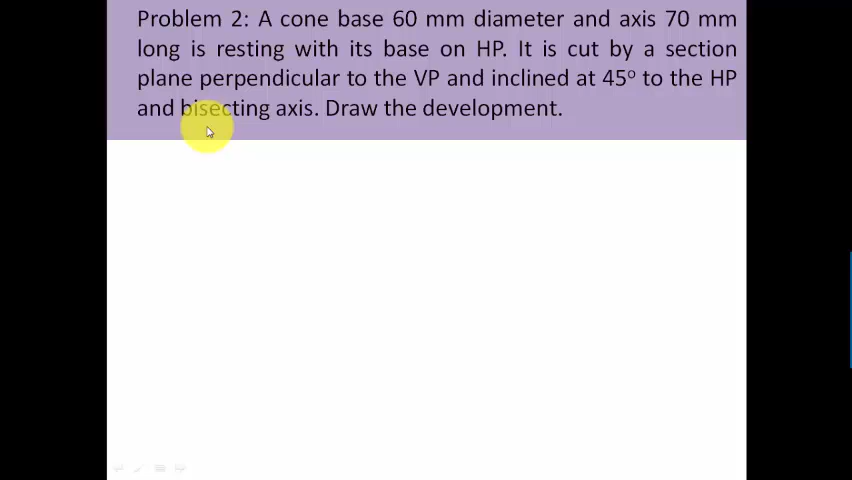 Problem 2: A cone base 60 mm diameter and axis 70 mm
long is resting with its base on HP. It is cut by a section
plane perpendicular to the VP and inclined at 45° to the HP
and bisecting axis. Draw the development.